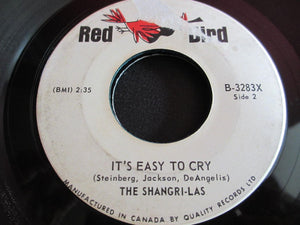 Red Bird
(BMI) 2:35
B-3283X
Side 2
IT'S EASY TO CRY
(Steinberg, Jackson, DeAngelis)
THE SHANGRI-LAS
MANUFACTURED IN CANADA BY QUALITY RECORDS LTD